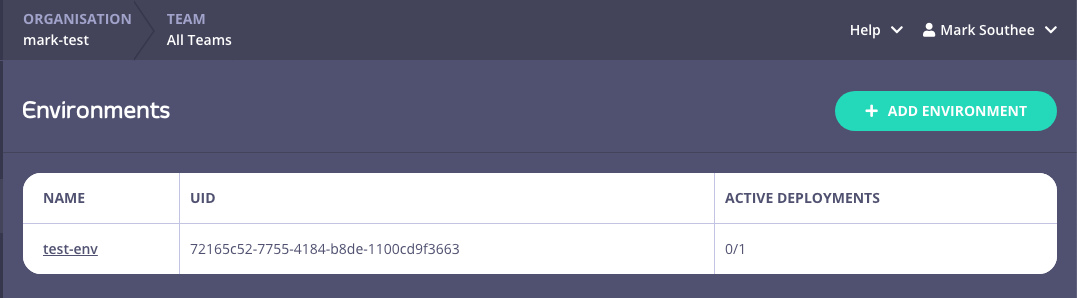 ORGANISATION
mark-test
TEAM
All Teams
Help
Mark Southee
Environments
+ ADD ENVIRONMENT
NAME UID ACTIVE DEPLOYMENTS
test-env 72165c52-7755-4184-b8de-1100cd9f3663 0/1